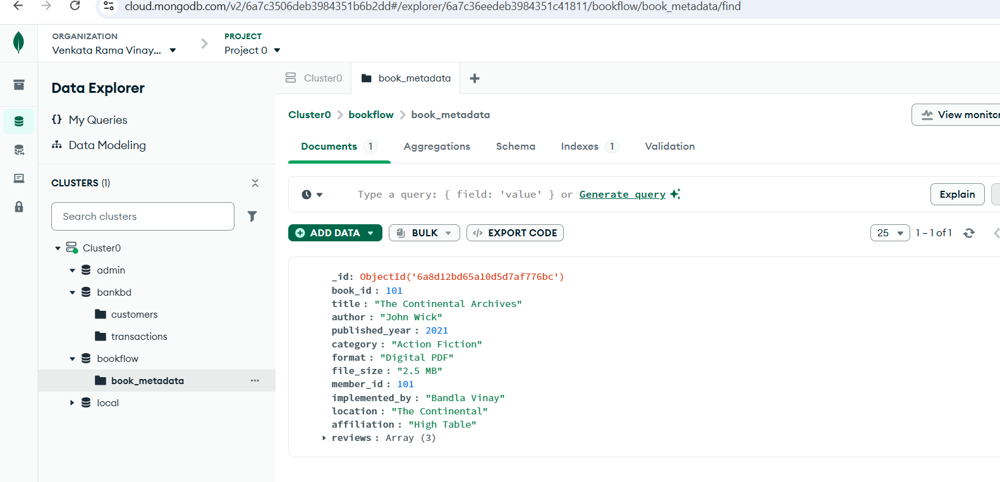 cloud.mongodb.com/v2/6a7c3506deb3984351b6b2dd#/explorer/6a7c36eedeb3984351c41811/bookflow/book_metadata/find
ORGANIZATION
Venkata Rama Vinay...
PROJECT
Project 0
Data Explorer
{} My Queries
Data Modeling
CLUSTERS (1)
Search clusters
Cluster0
admin
bankbd
customers
transactions
bookflow
book_metadata
local
Cluster0
book_metadata
Cluster0 > bookflow > book_metadata
View monitor
Documents 1 Aggregations Schema Indexes 1 Validation
Type a query: { field: 'value' } or Generate query
Explain
ADD DATA
BULK
</> EXPORT CODE
25
1 – 1 of 1
_id: ObjectId('6a8d12bd65a10d5d7af776bc')
book_id : 101
title : "The Continental Archives"
author : "John Wick"
published_year : 2021
category : "Action Fiction"
format : "Digital PDF"
file_size : "2.5 MB"
member_id : 101
implemented_by : "Bandla Vinay"
location : "The Continental"
affiliation : "High Table"
reviews : Array (3)